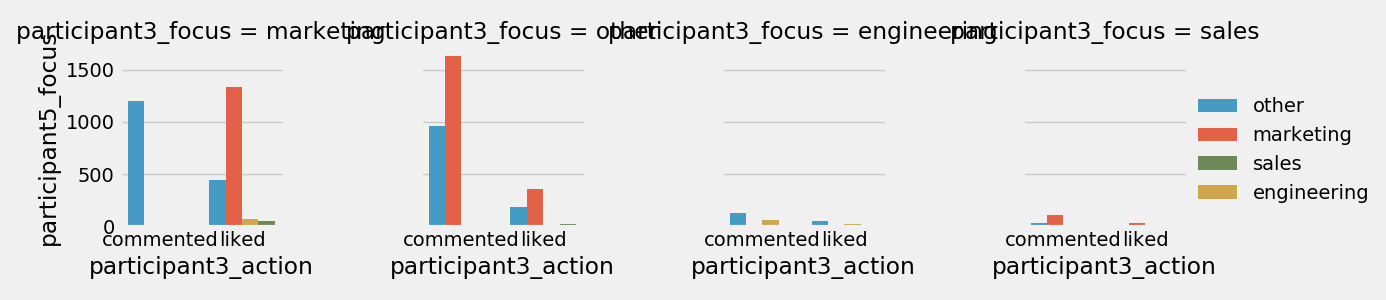 participant3_focus = marketing
participant3_focus = other
participant3_focus = engineering
participant3_focus = sales
participant5_focus
1500
1000
500
0
commented liked
commented liked
commented liked
commented liked
participant3_action
participant3_action
participant3_action
participant3_action
other
marketing
sales
engineering